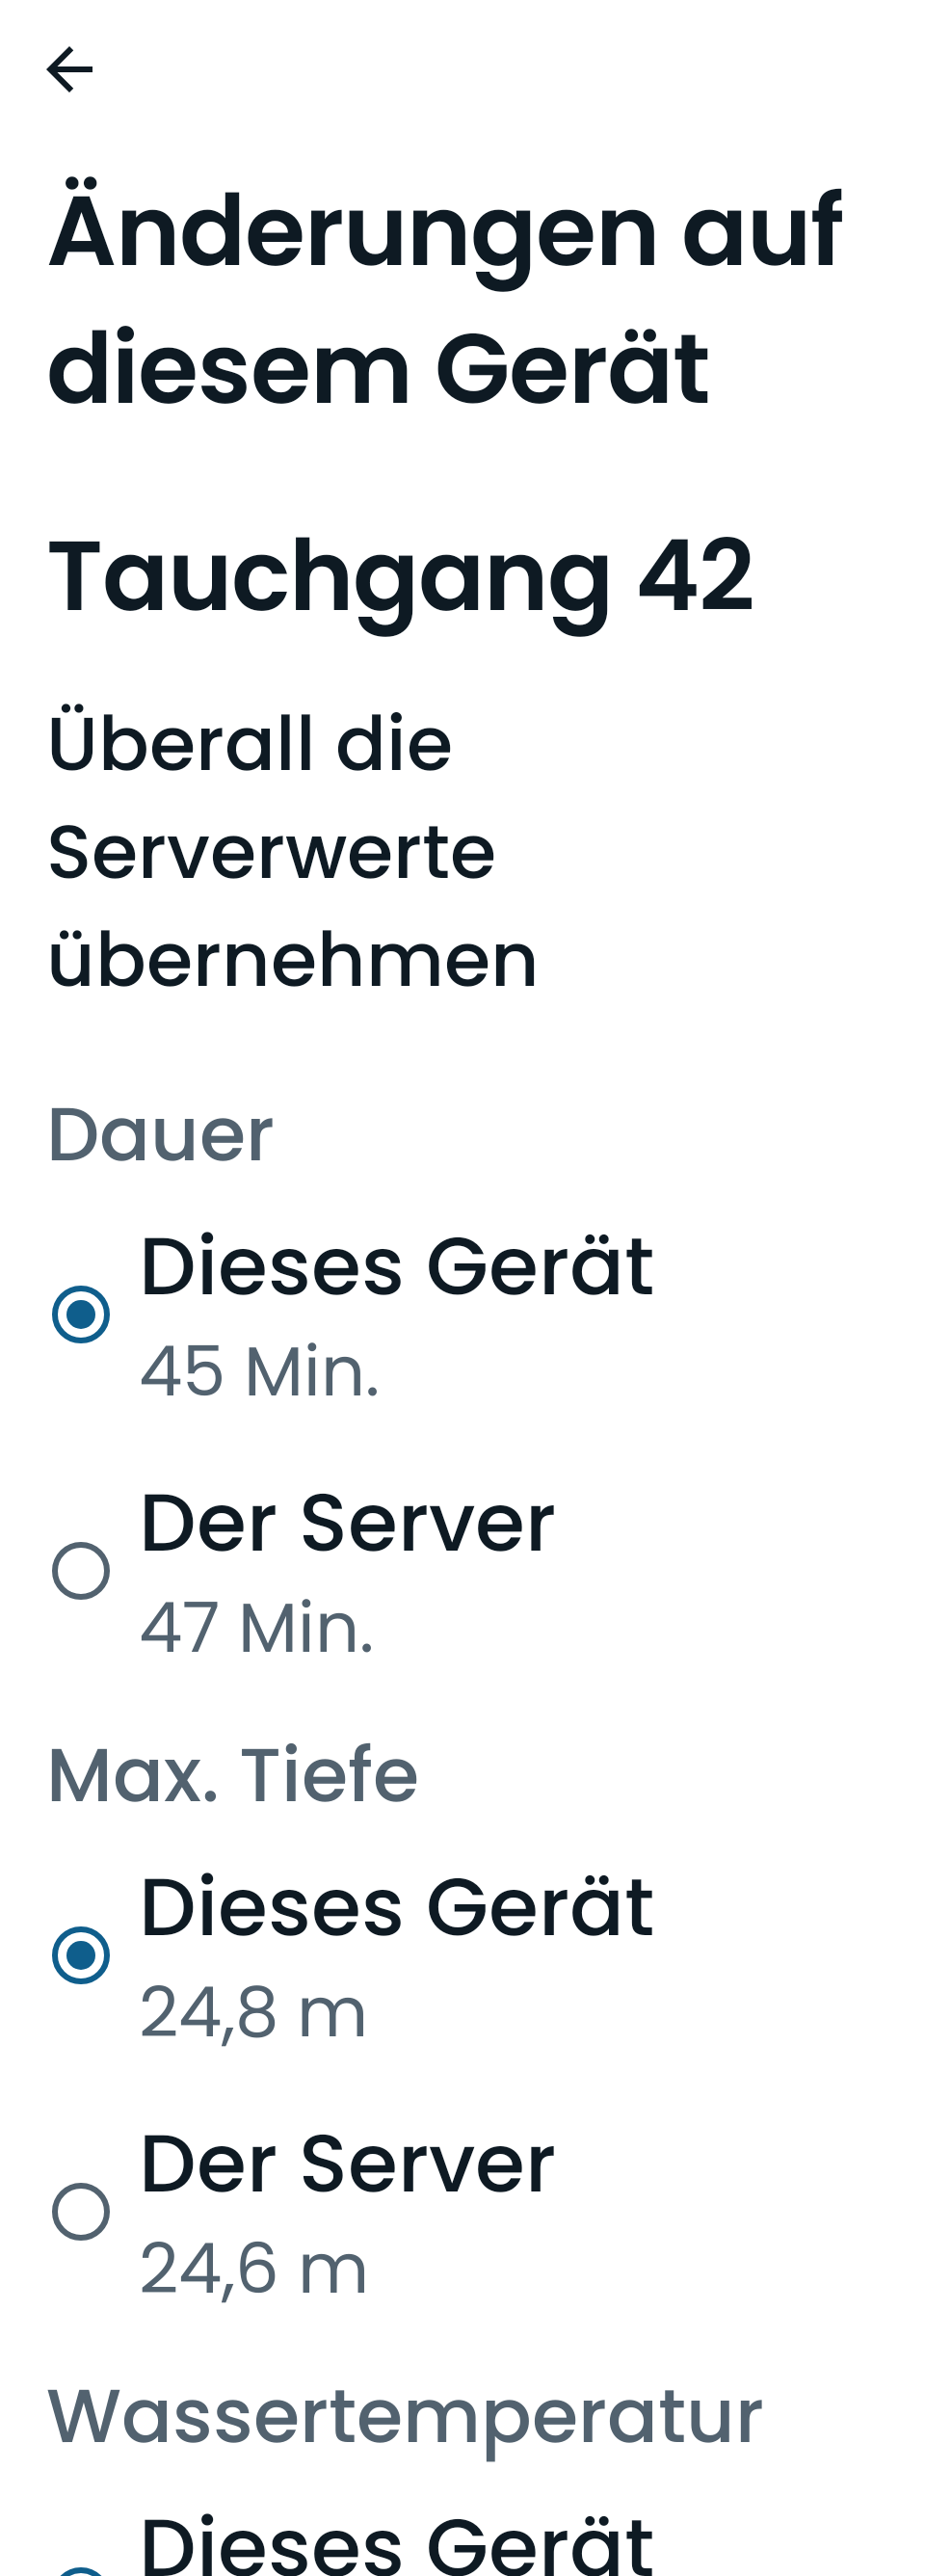 Änderungen auf
diesem Gerät
Tauchgang 42
Überall die
Serverwerte
übernehmen
Dauer
Dieses Gerät
45 Min.
Der Server
47 Min.
Max. Tiefe
Dieses Gerät
24,8 m
Der Server
24,6 m
Wassertemperatur
Dieses Gerät